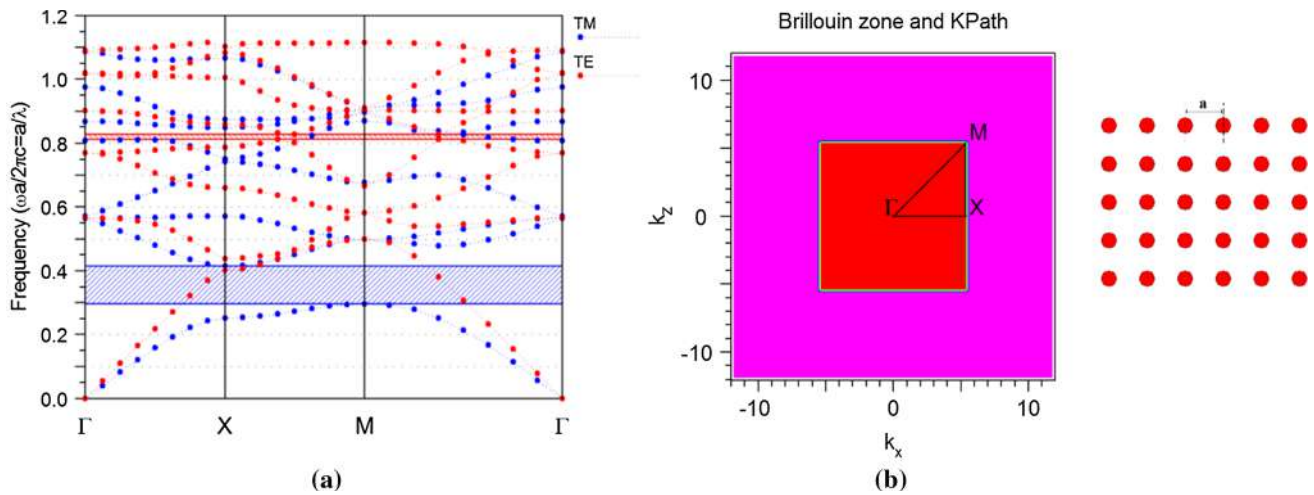 1.2
1.0
0.8
0.6
0.4
0.2
0.0
Frequency (ωa/2πc=a/λ)
Γ X M Γ
TM
TE
(a)
Brillouin zone and KPath
10
0
-10
k_z
M
Γ X
-10 0 10
k_x
a
(b)